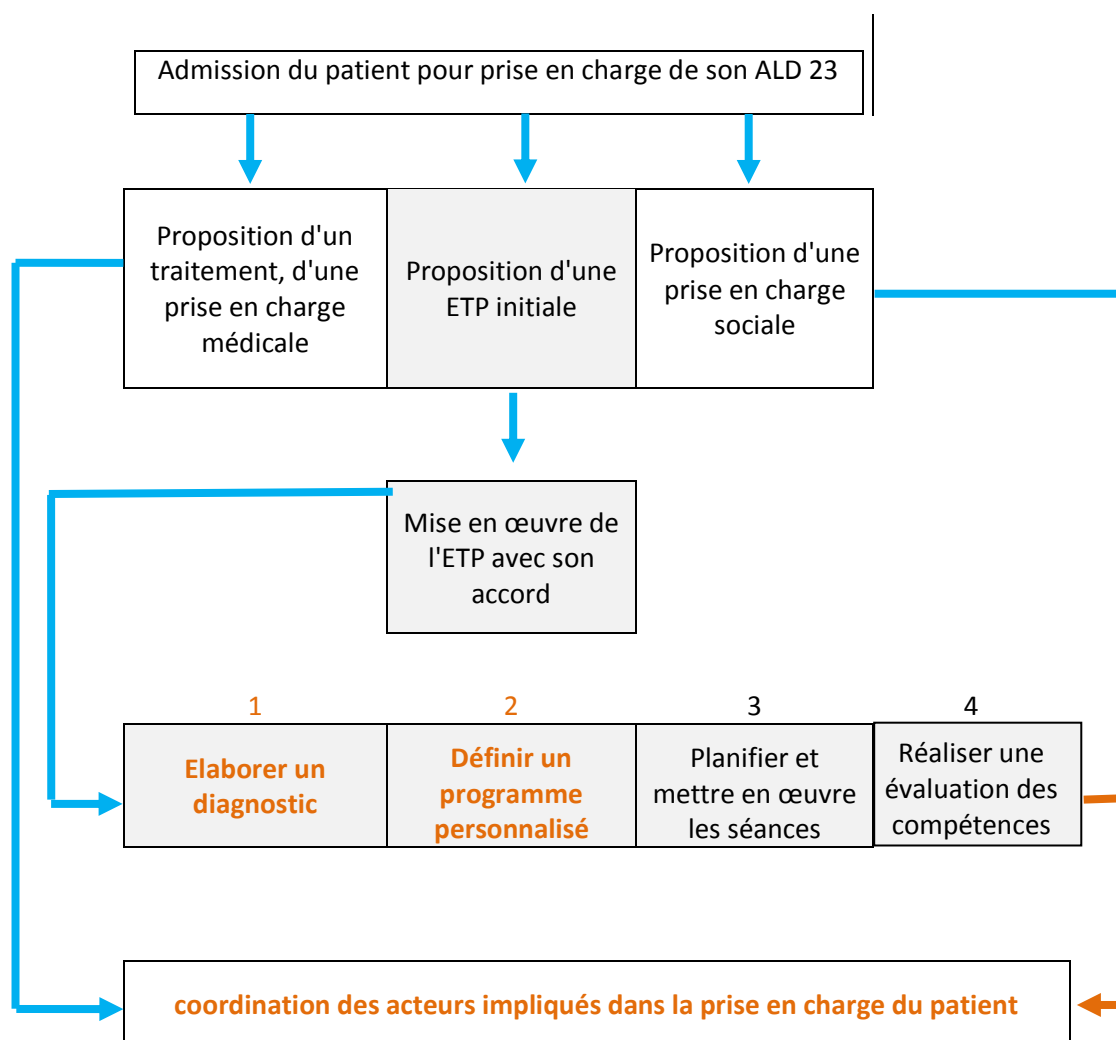 Admission du patient pour prise en charge de son ALD 23
Proposition d'un
traitement, d'une
prise en charge
médicale
Proposition d'une
ETP initiale
Proposition d'une
prise en charge
sociale
Mise en œuvre de
l'ETP avec son
accord
1
2
3
4
Elaborer un
diagnostic
Définir un
programme
personnalisé
Planifier et
mettre en œuvre
les séances
Réaliser une
évaluation des
compétences
coordination des acteurs impliqués dans la prise en charge du patient